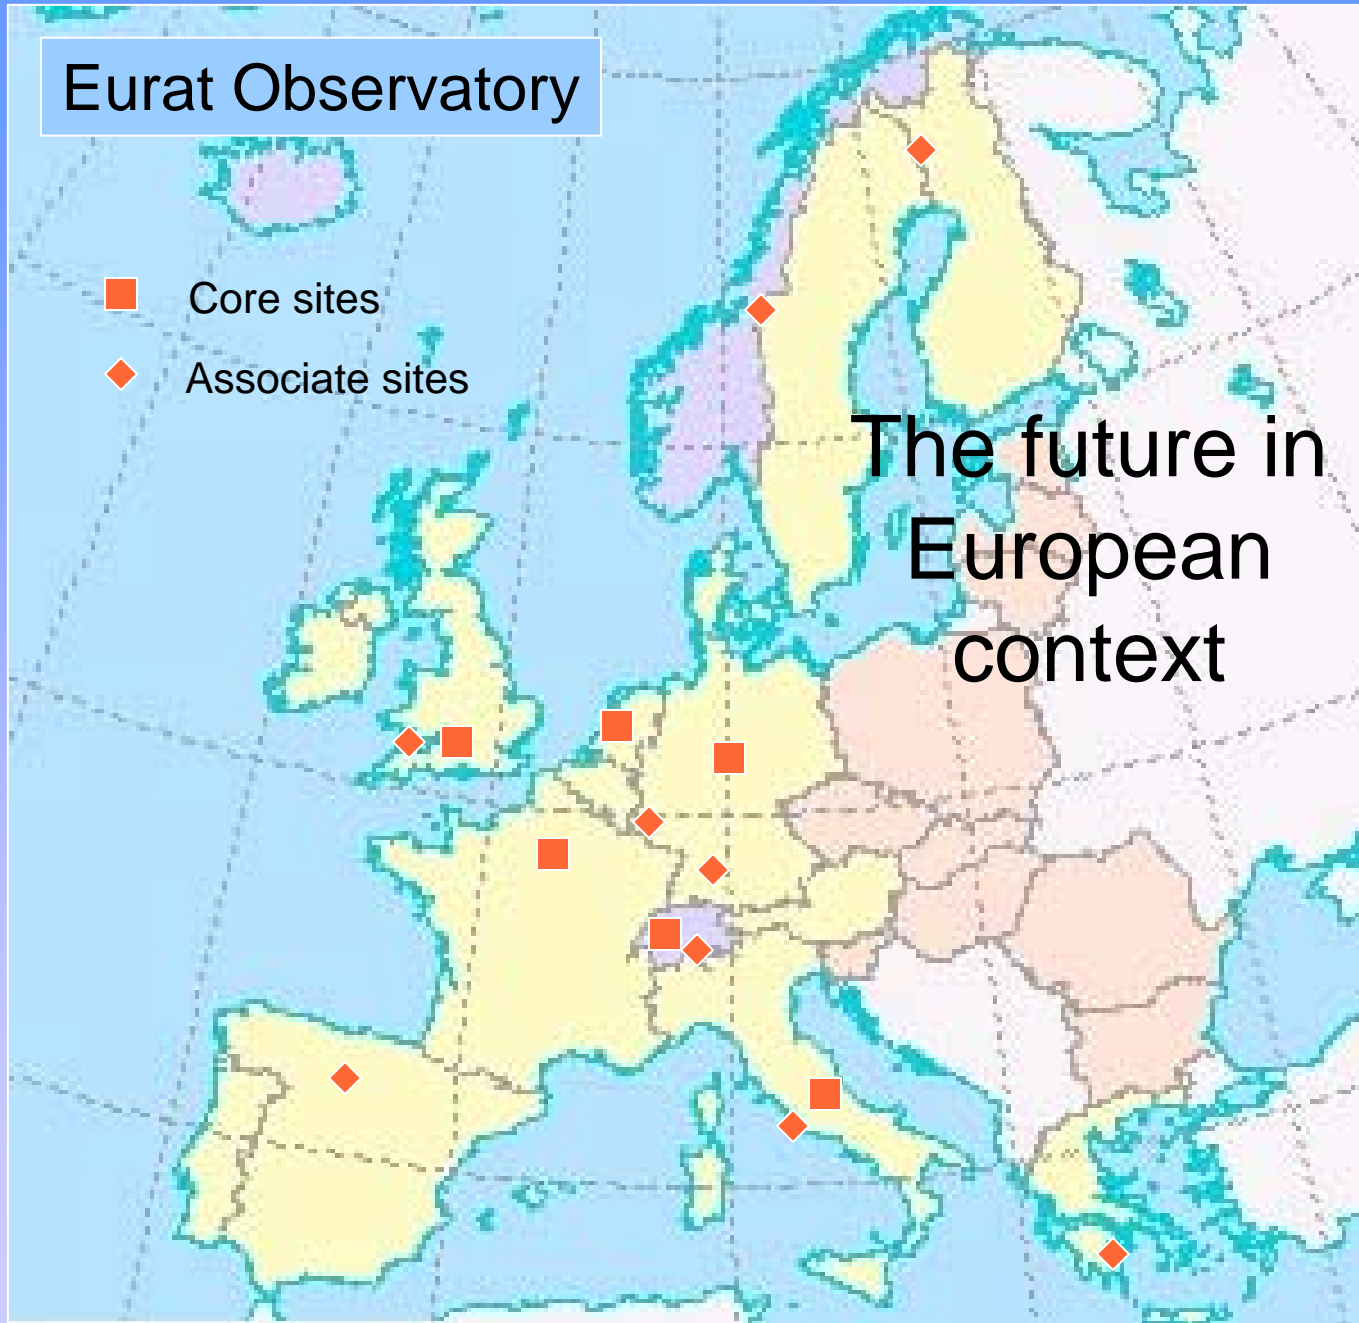 Eurat Observatory
Core sites
Associate sites
The future in
European
context